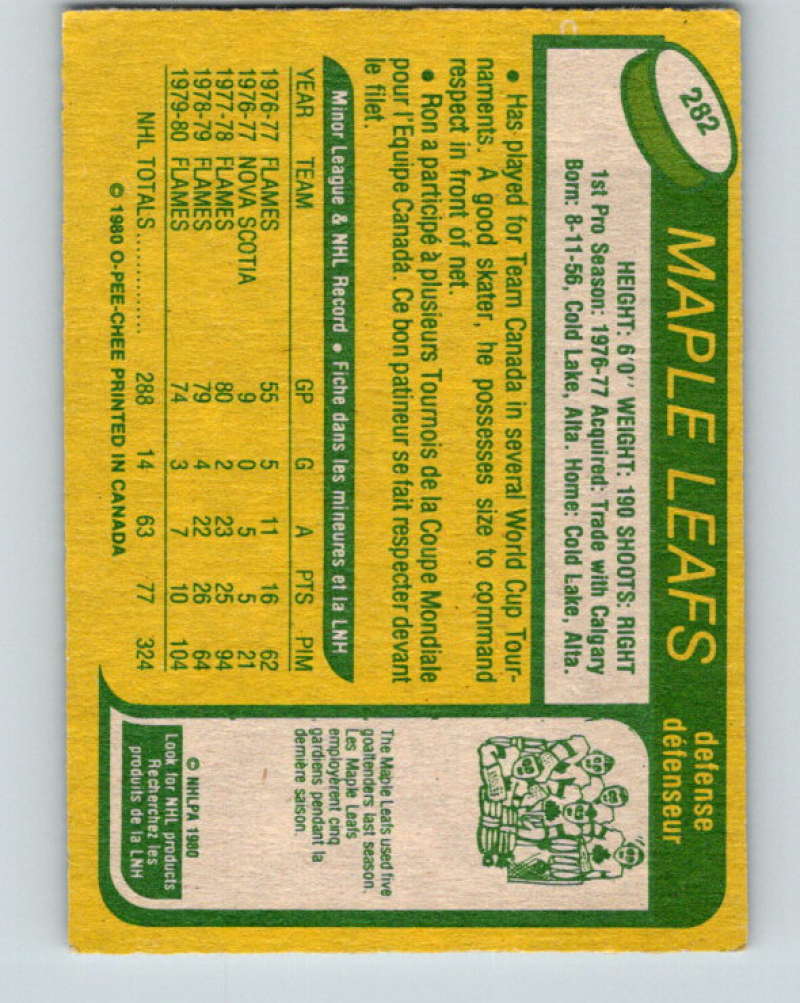 282
MAPLE LEAFS
defense
défenseur
HEIGHT: 6'0" WEIGHT: 190 SHOOTS: RIGHT
1st Pro Season: 1976-77 Acquired: Trade with Calgary
Born: 8-11-56, Cold Lake, Alta. Home: Cold Lake, Alta.
• Has played for Team Canada in several World Cup Tour-
naments. A good skater, he possesses size to command
respect in front of net.
• Ron a participé à plusieurs Tournois de la Coupe Mondiale
pour l'Equipe Canada. Ce bon patineur se fait respecter devant
le filet.
Minor League & NHL Record • Fiche dans les mineures et la LNH
YEAR TEAM GP G A PTS PIM
1976-77 FLAMES 55 5 11 16 62
1976-77 NOVA SCOTIA 9 0 5 5 21
1977-78 FLAMES 80 2 23 25 94
1978-79 FLAMES 79 4 22 26 64
1979-80 FLAMES 74 3 7 10 104
NHL TOTALS............. 288 14 63 77 324
© 1980 O-PEE-CHEE PRINTED IN CANADA
The Maple Leafs used five
goaltenders last season.
Les Maple Leafs
employèrent cinq
gardiens pendant la
dernière saison.
© NHLPA 1980
Look for NHL products
Recherchez les
produits de la LNH